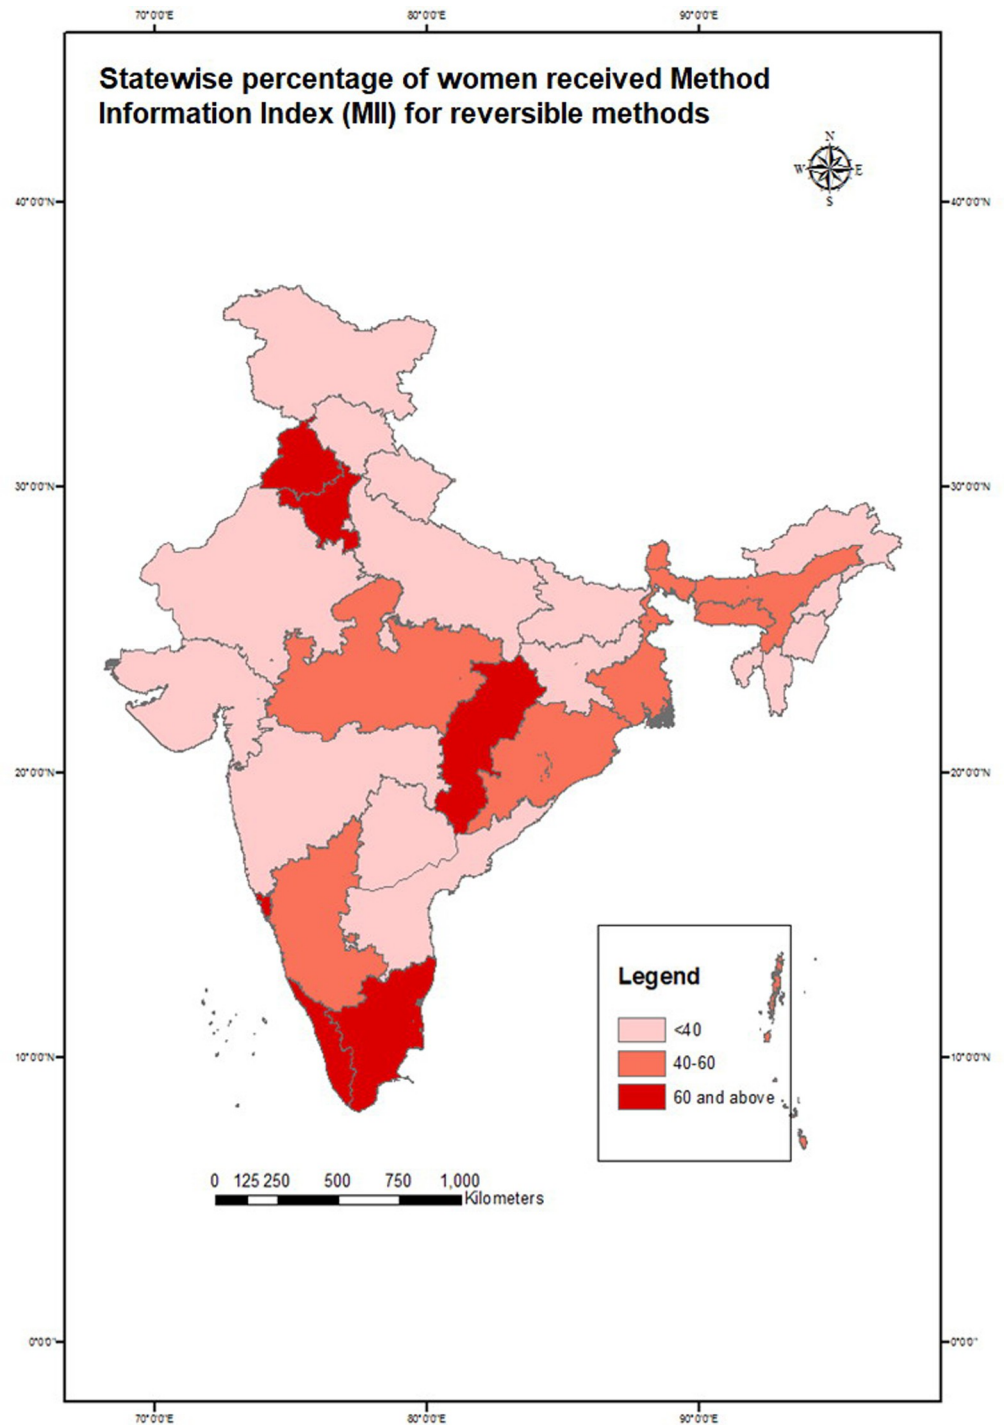 70°0'0"E 80°0'0"E 90°0'0"E
Statewise percentage of women received Method
Information Index (MII) for reversible methods
N
W E
S
40°0'0"N 40°0'0"N
30°0'0"N 30°0'0"N
20°0'0"N 20°0'0"N
Legend
<40
10°0'0"N 10°0'0"N
40-60
60 and above
0 125 250 500 750 1,000
Kilometers
0°0'0" 0°0'0"
70°0'0"E 80°0'0"E 90°0'0"E